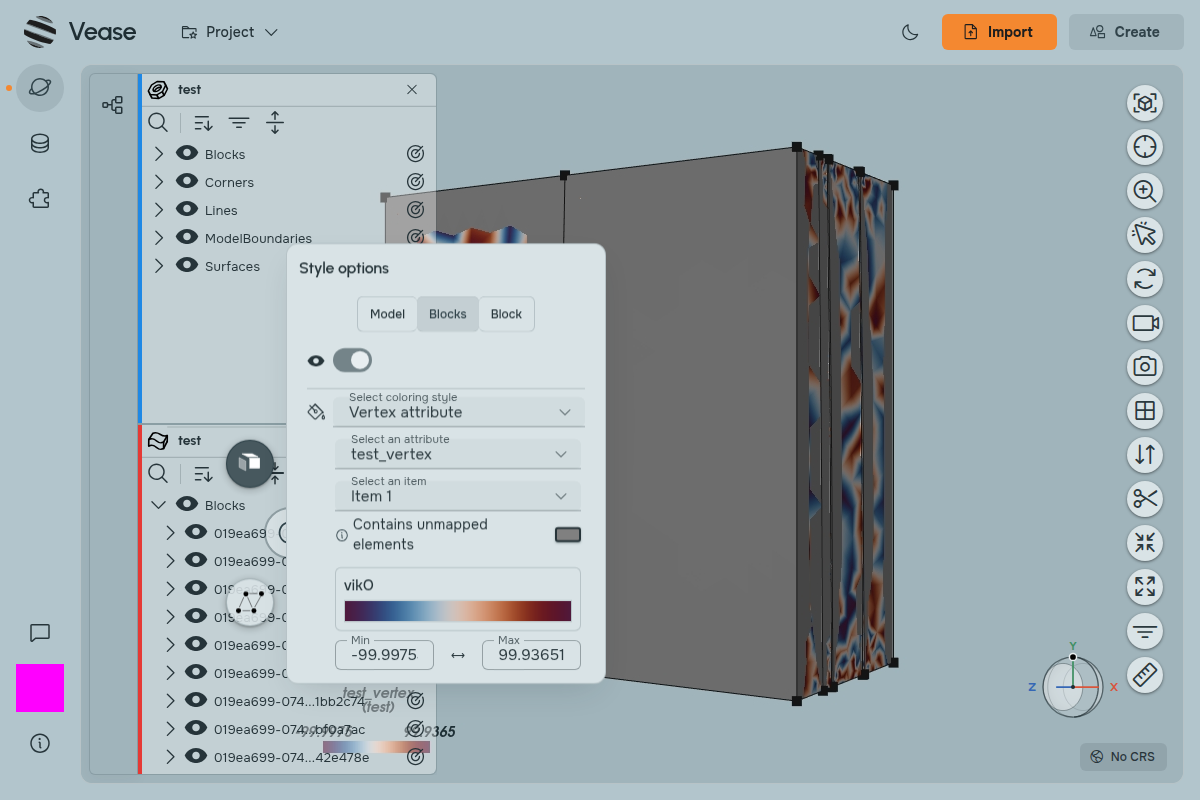 Vease
Project
Import
Create
test
Blocks
Corners
Lines
ModelBoundaries
Surfaces
Style options
Model
Blocks
Block
Select coloring style
Vertex attribute
Select an attribute
test_vertex
Select an item
Item 1
Contains unmapped
elements
vikO
Min
-99.9975
Max
99.93651
test
Blocks
019ea699-074...1bb2c74
019ea699-074...bf0a7ac
019ea699-074...42e478e
test_vertex
(test)
X
Y
Z
No CRS